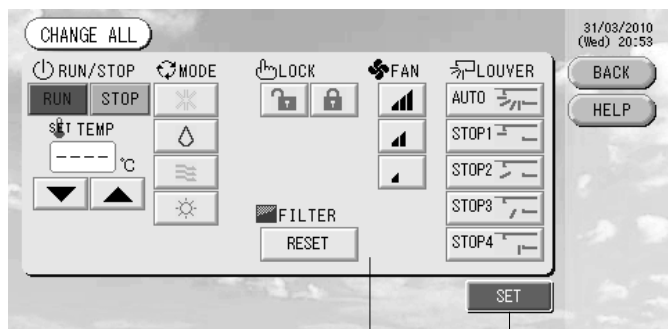 CHANGE ALL
31/03/2010
(Wed) 20:53
RUN/STOP
MODE
LOCK
FAN
LOUVER
BACK
RUN
STOP
AUTO
HELP
SET TEMP
STOP1
---- °C
STOP2
STOP3
FILTER
RESET
STOP4
SET